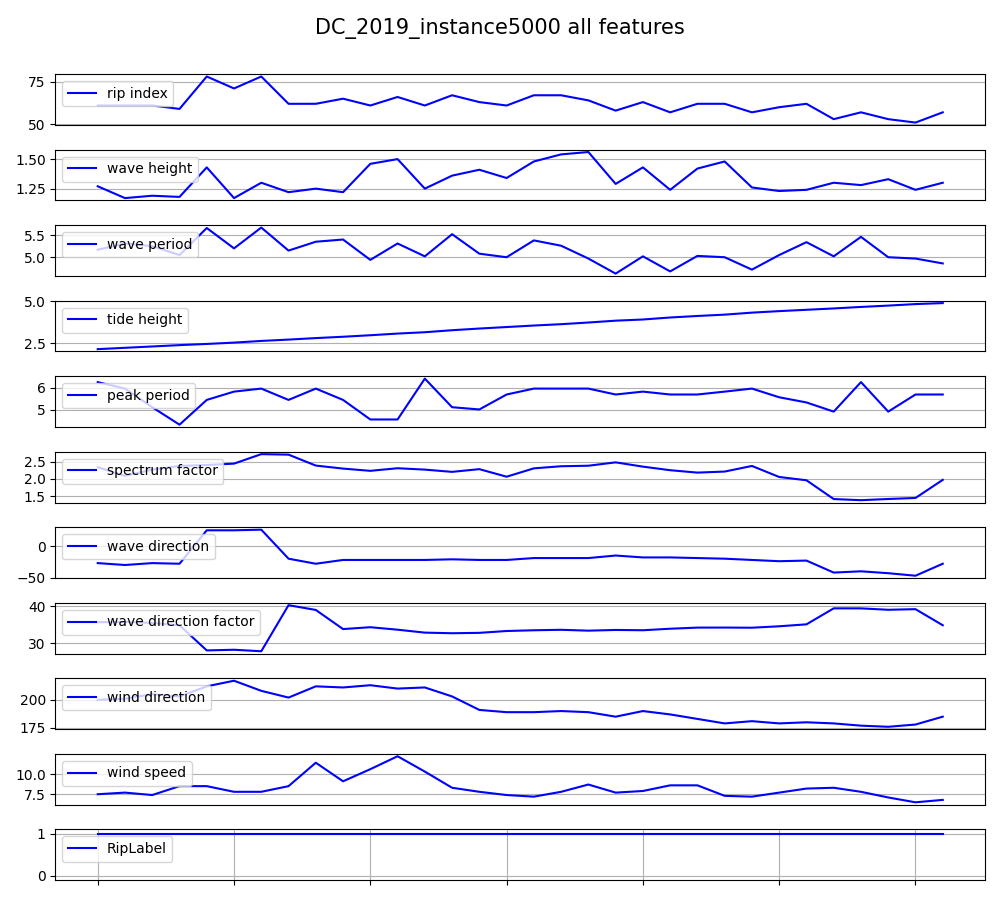 DC_2019_instance5000 all features
75
50
rip index
1.50
1.25
wave height
5.5
5.0
wave period
5.0
2.5
tide height
6
5
peak period
2.5
2.0
1.5
spectrum factor
0
−50
wave direction
40
30
wave direction factor
200
175
wind direction
10.0
7.5
wind speed
1
0
RipLabel